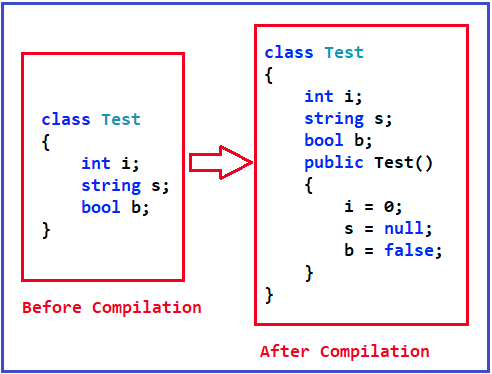 class Test
{
    int i;
    string s;
    bool b;
}
Before Compilation
class Test
{
    int i;
    string s;
    bool b;
    public Test()
    {
        i = 0;
        s = null;
        b = false;
    }
}
After Compilation